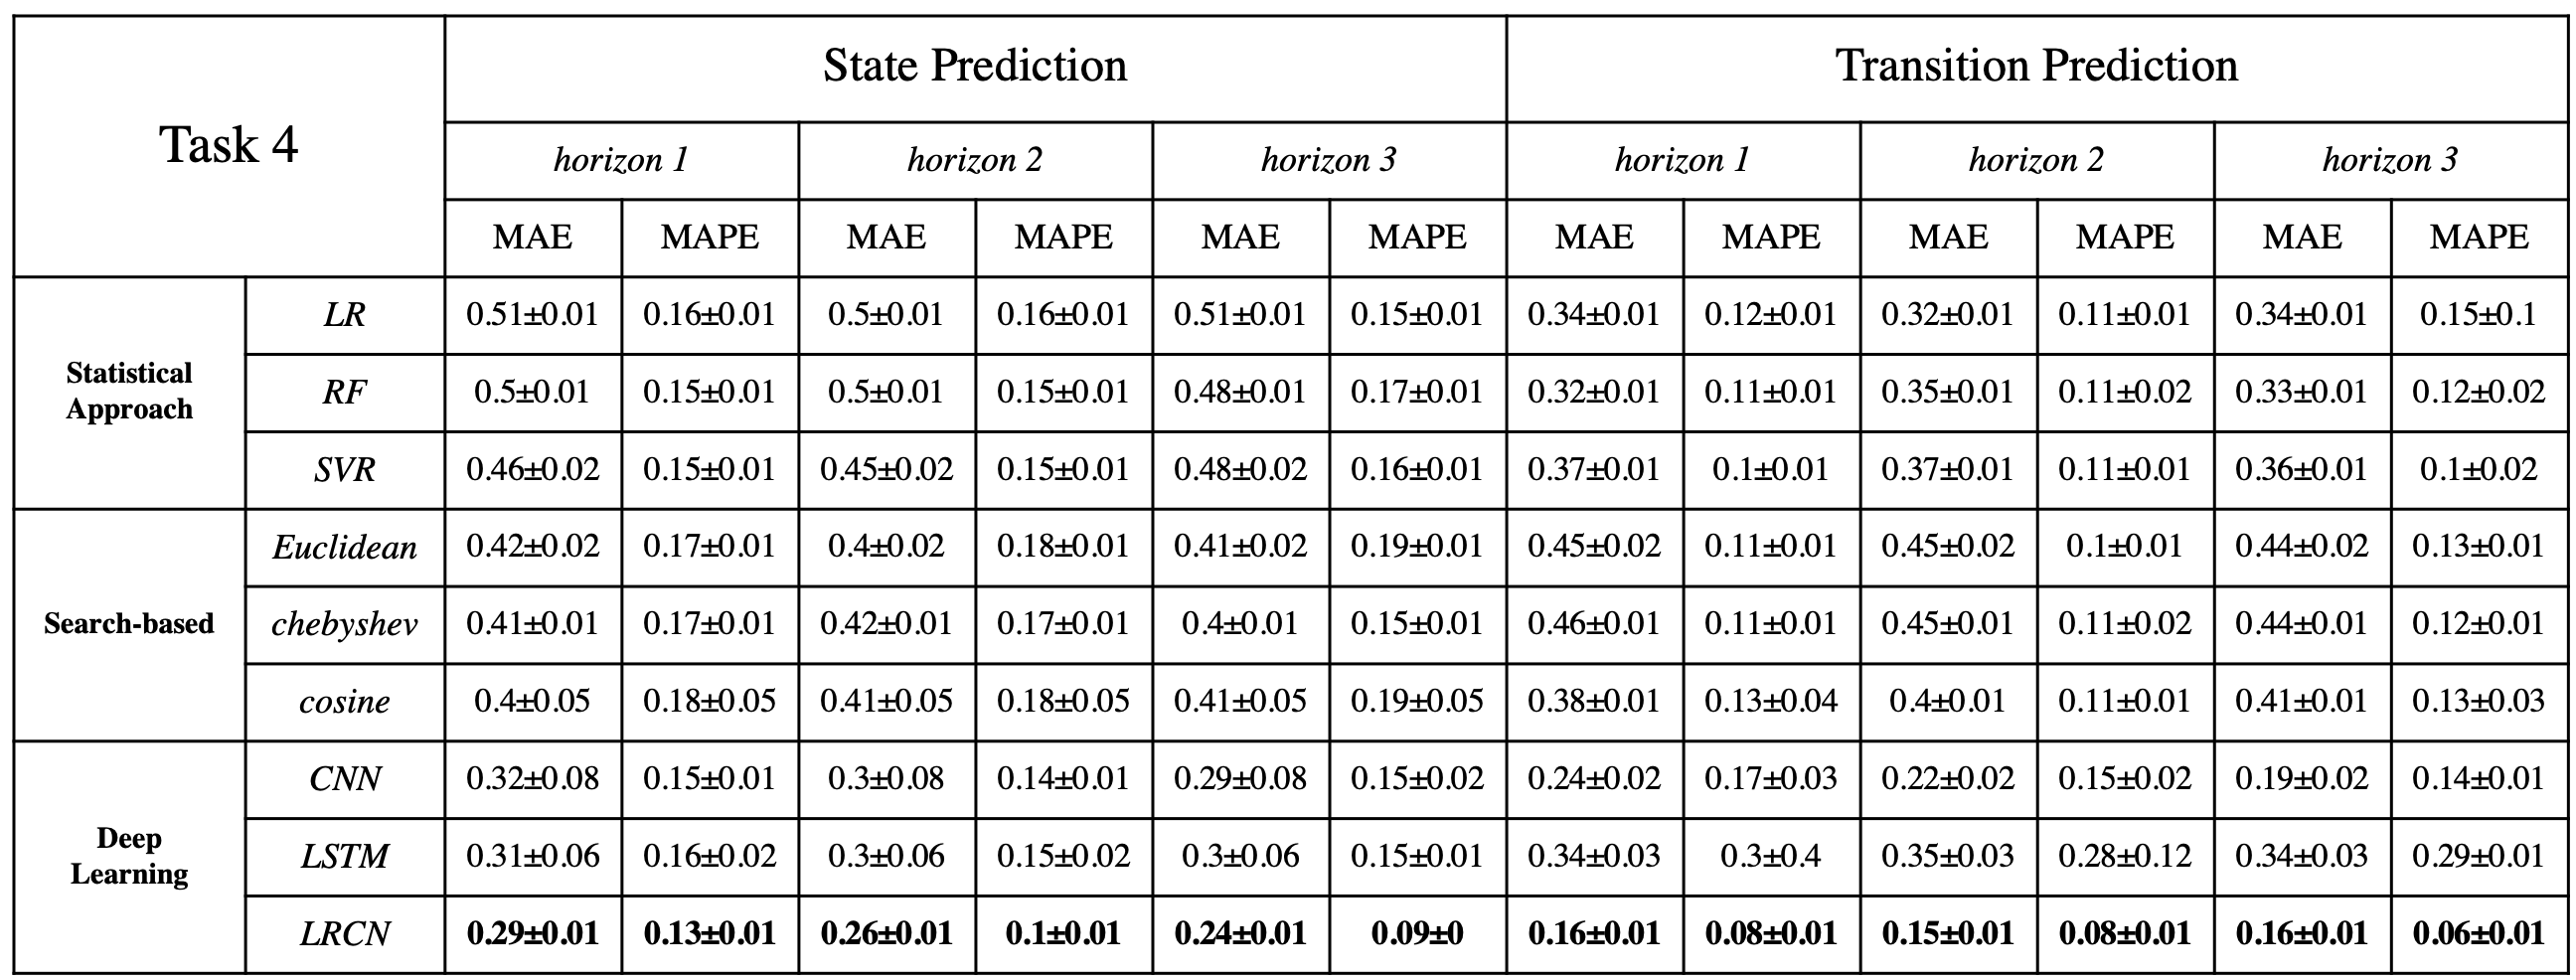 Task 4 State Prediction Transition Prediction
horizon 1 horizon 2 horizon 3 horizon 1 horizon 2 horizon 3
MAE MAPE MAE MAPE MAE MAPE MAE MAPE MAE MAPE MAE MAPE
Statistical
Approach
LR 0.51±0.01 0.16±0.01 0.5±0.01 0.16±0.01 0.51±0.01 0.15±0.01 0.34±0.01 0.12±0.01 0.32±0.01 0.11±0.01 0.34±0.01 0.15±0.1
RF 0.5±0.01 0.15±0.01 0.5±0.01 0.15±0.01 0.48±0.01 0.17±0.01 0.32±0.01 0.11±0.01 0.35±0.01 0.11±0.02 0.33±0.01 0.12±0.02
SVR 0.46±0.02 0.15±0.01 0.45±0.02 0.15±0.01 0.48±0.02 0.16±0.01 0.37±0.01 0.1±0.01 0.37±0.01 0.11±0.01 0.36±0.01 0.1±0.02
Search-based
Euclidean 0.42±0.02 0.17±0.01 0.4±0.02 0.18±0.01 0.41±0.02 0.19±0.01 0.45±0.02 0.11±0.01 0.45±0.02 0.1±0.01 0.44±0.02 0.13±0.01
chebyshev 0.41±0.01 0.17±0.01 0.42±0.01 0.17±0.01 0.4±0.01 0.15±0.01 0.46±0.01 0.11±0.01 0.45±0.01 0.11±0.02 0.44±0.01 0.12±0.01
cosine 0.4±0.05 0.18±0.05 0.41±0.05 0.18±0.05 0.41±0.05 0.19±0.05 0.38±0.01 0.13±0.04 0.4±0.01 0.11±0.01 0.41±0.01 0.13±0.03
Deep
Learning
CNN 0.32±0.08 0.15±0.01 0.3±0.08 0.14±0.01 0.29±0.08 0.15±0.02 0.24±0.02 0.17±0.03 0.22±0.02 0.15±0.02 0.19±0.02 0.14±0.01
LSTM 0.31±0.06 0.16±0.02 0.3±0.06 0.15±0.02 0.3±0.06 0.15±0.01 0.34±0.03 0.3±0.4 0.35±0.03 0.28±0.12 0.34±0.03 0.29±0.01
LRCN 0.29±0.01 0.13±0.01 0.26±0.01 0.1±0.01 0.24±0.01 0.09±0 0.16±0.01 0.08±0.01 0.15±0.01 0.08±0.01 0.16±0.01 0.06±0.01